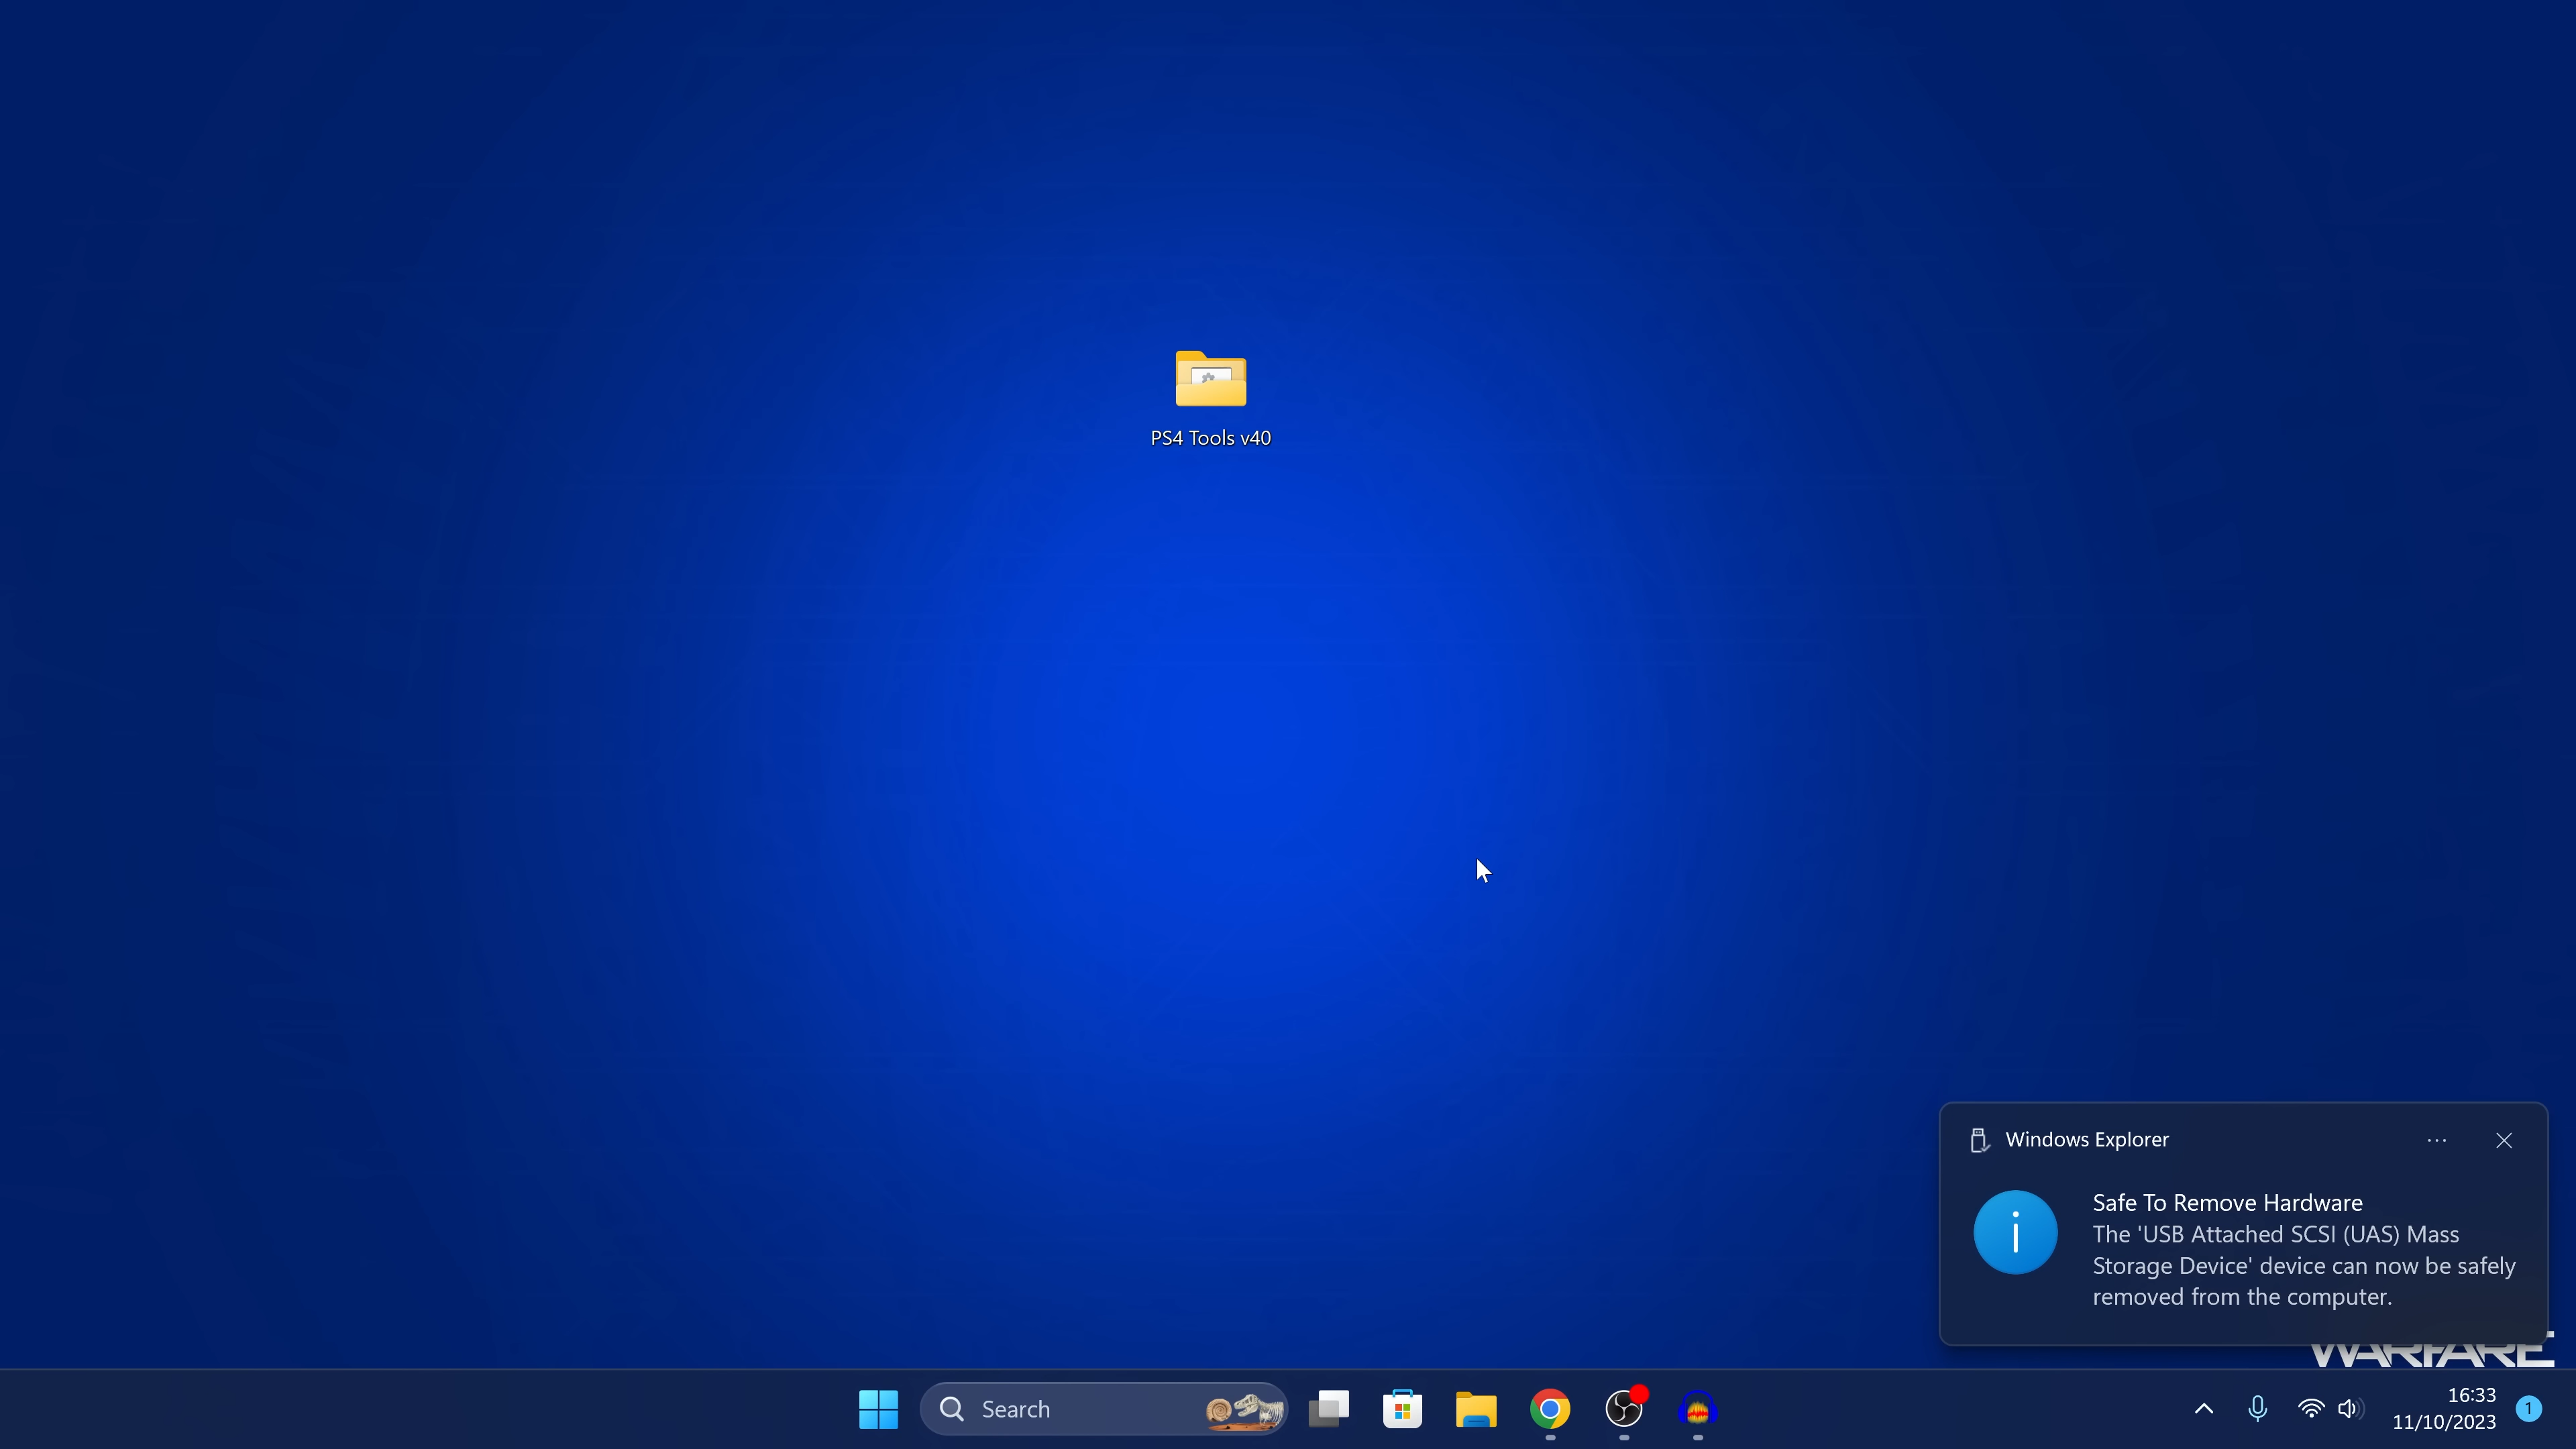 PS4 Tools v40
Windows Explorer
Safe To Remove Hardware
The 'USB Attached SCSI (UAS) Mass
Storage Device' device can now be safely
removed from the computer.
WARFARE
Search
16:33
11/10/2023
1